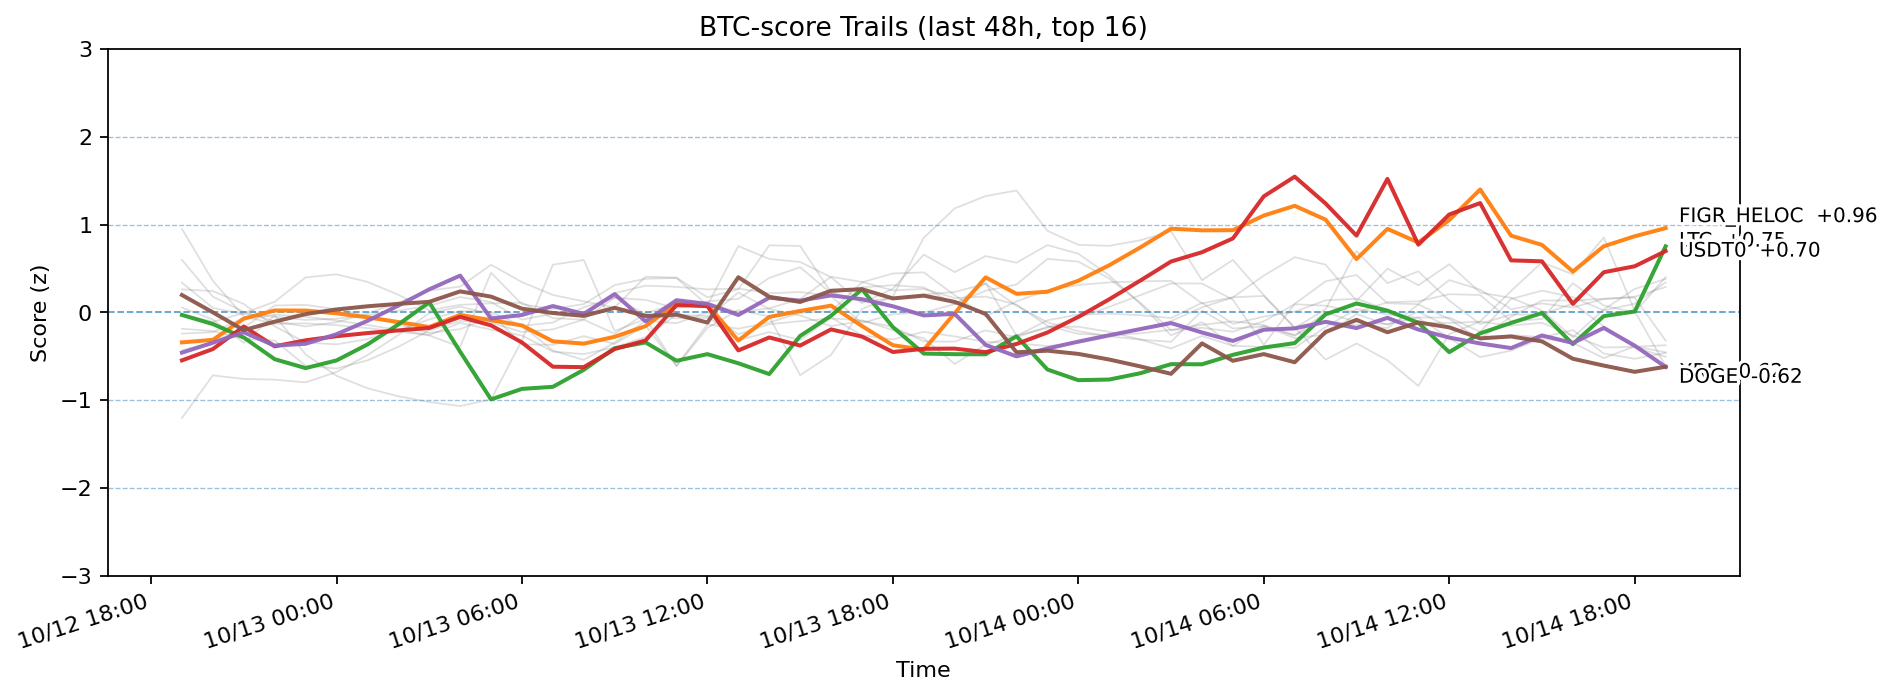 BTC-score Trails (last 48h, top 16)
Score (z)
3
2
1
0
−1
−2
−3
FIGR_HELOC +0.96
LTC +0.75
USDT0 +0.70
DOGE -0.62
10/12 18:00
10/13 00:00
10/13 06:00
10/13 12:00
10/13 18:00
10/14 00:00
10/14 06:00
10/14 12:00
10/14 18:00
Time